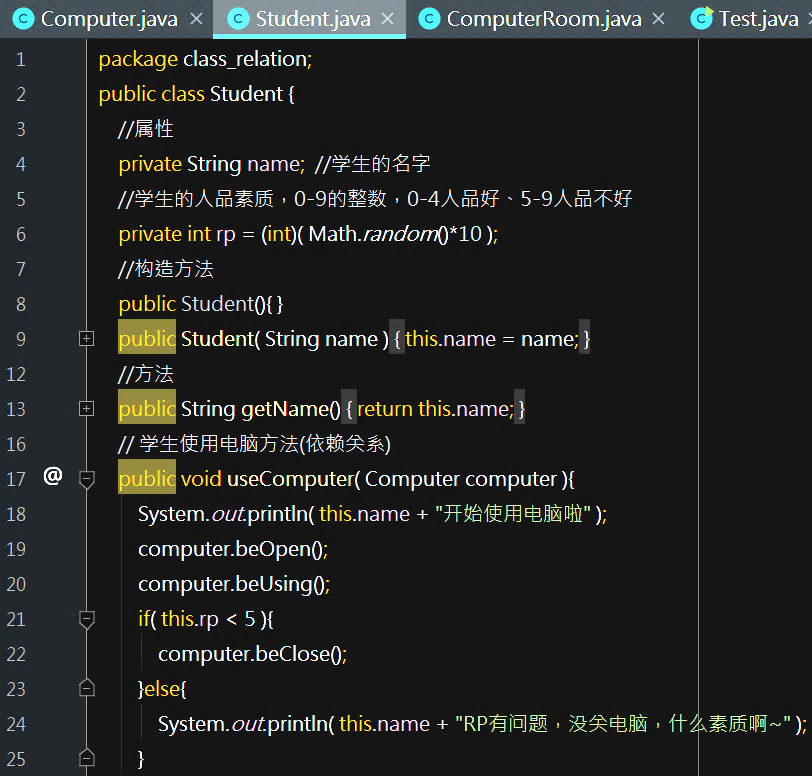 Computer.java × Student.java × ComputerRoom.java × Test.java
1 package class_relation;
2 public class Student {
3 //属性
4 private String name; //学生的名字
5 //学生的人品素质，0-9的整数，0-4人品好、5-9人品不好
6 private int rp = (int)( Math.random()*10 );
7 //构造方法
8 public Student(){ }
9 public Student( String name ) { this.name = name; }
12 //方法
13 public String getName() { return this.name; }
16 // 学生使用电脑方法(依赖关系)
17 @ public void useComputer( Computer computer ){
18 System.out.println( this.name + "开始使用电脑啦" );
19 computer.beOpen();
20 computer.beUsing();
21 if( this.rp < 5 ){
22 computer.beClose();
23 }else{
24 System.out.println( this.name + "RP有问题，没关电脑，什么素质啊~" );
25 }